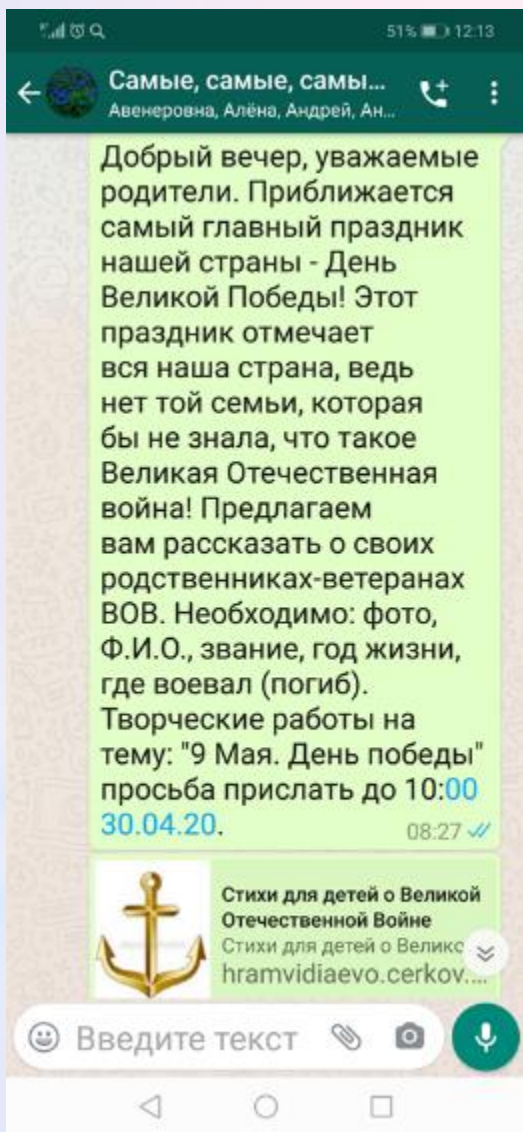 51% 12:13
Самые, самые, самы...
Авенеровна, Алёна, Андрей, Ан...
Добрый вечер, уважаемые
родители. Приближается
самый главный праздник
нашей страны - День
Великой Победы! Этот
праздник отмечает
вся наша страна, ведь
нет той семьи, которая
бы не знала, что такое
Великая Отечественная
война! Предлагаем
вам рассказать о своих
родственниках-ветеранах
ВОВ. Необходимо: фото,
Ф.И.О., звание, год жизни,
где воевал (погиб).
Творческие работы на
тему: "9 Мая. День победы"
просьба прислать до 10:00
30.04.20.
08:27
Стихи для детей о Великой
Отечественной Войне
Стихи для детей о Велико
hramvidiaevo.cerkov....
Введите текст